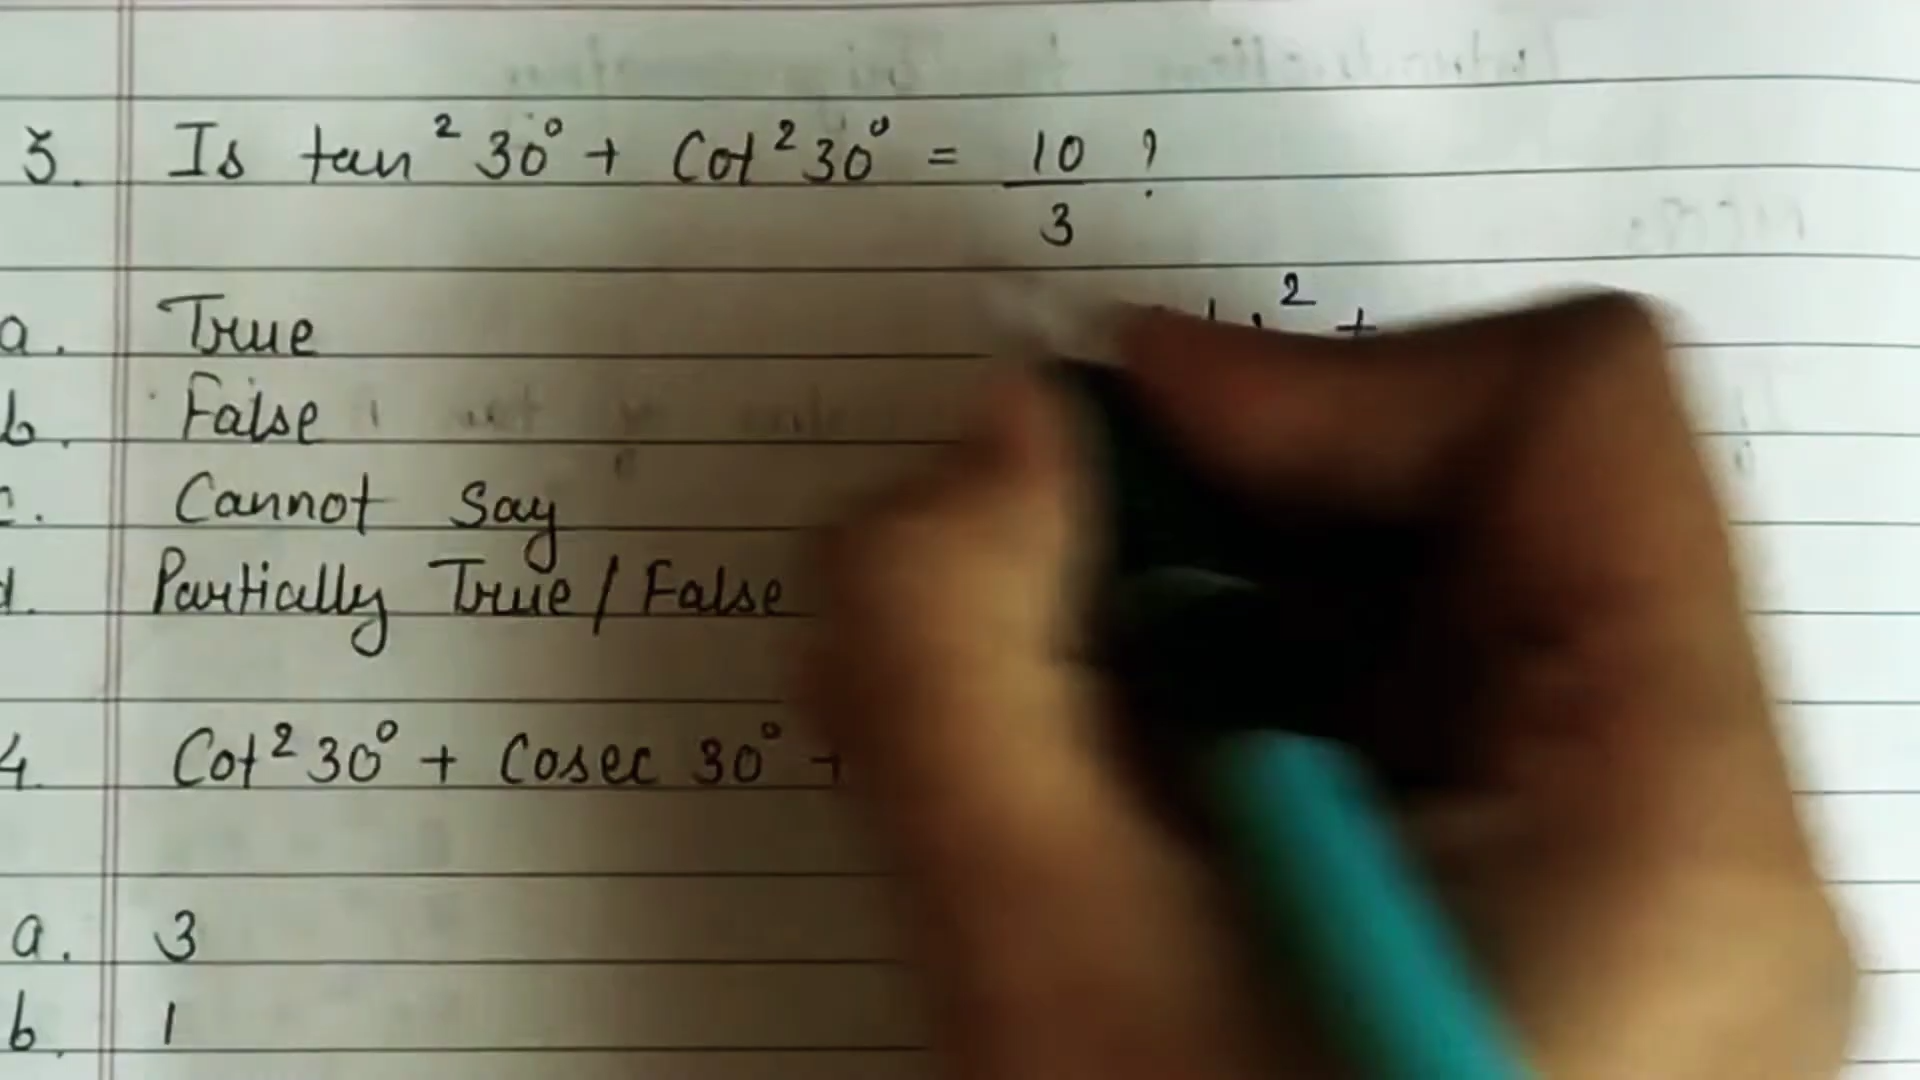 3. Is tan² 30° + Cot² 30° = 10/3 ?
² +
a. True
b. False
c. Cannot Say
d. Partially True / False
4. Cot² 30° + Cosec 30° +
a. 3
b. 1